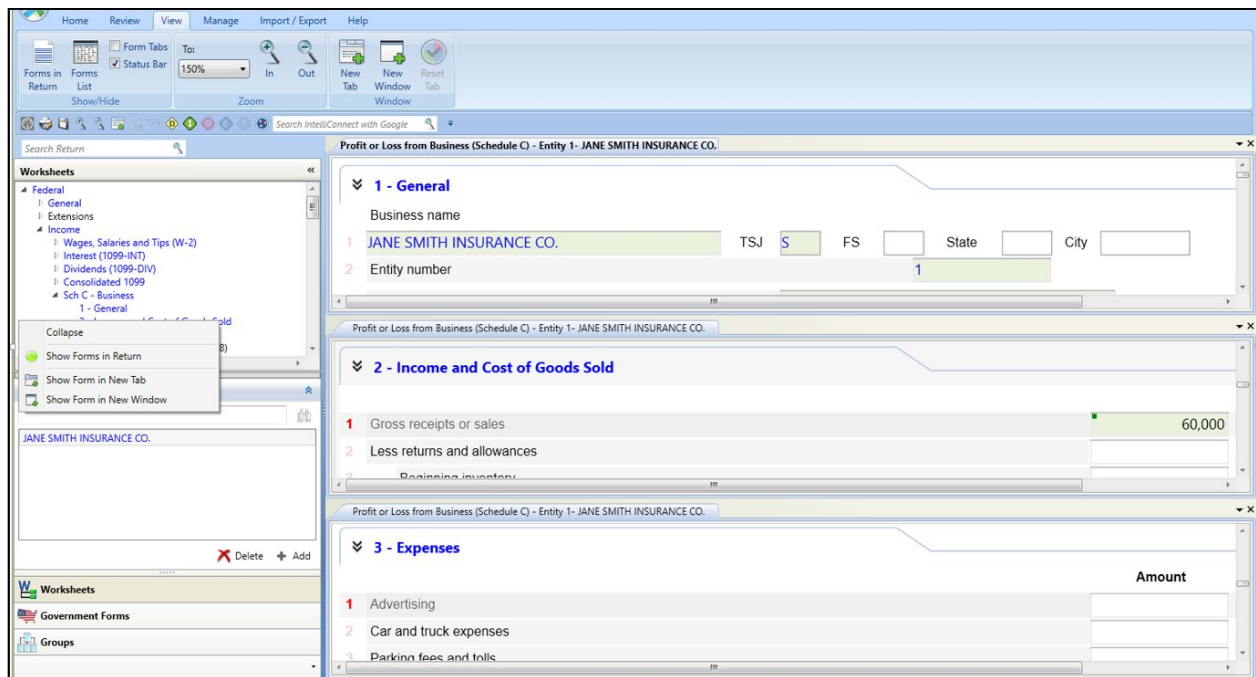 Home Review View Manage Import / Export Help
Forms in Return
Forms List
Form Tabs
Status Bar
Show/Hide
To:
150%
In
Out
Zoom
New Tab
New Window
Reset Tab
Window
Search IntelliConnect with Google
Search Return
Worksheets
Federal
General
Extensions
Income
Wages, Salaries and Tips (W-2)
Interest (1099-INT)
Dividends (1099-DIV)
Consolidated 1099
Sch C - Business
1 - General
Collapse
Show Forms in Return
Show Form in New Tab
Show Form in New Window
JANE SMITH INSURANCE CO.
Delete Add
Worksheets
Government Forms
Groups
Profit or Loss from Business (Schedule C) - Entity 1- JANE SMITH INSURANCE CO.
1 - General
Business name
1 JANE SMITH INSURANCE CO. TSJ S FS State City
2 Entity number 1
Profit or Loss from Business (Schedule C) - Entity 1- JANE SMITH INSURANCE CO.
2 - Income and Cost of Goods Sold
1 Gross receipts or sales 60,000
2 Less returns and allowances
Beginning inventory
Profit or Loss from Business (Schedule C) - Entity 1- JANE SMITH INSURANCE CO.
3 - Expenses
Amount
1 Advertising
2 Car and truck expenses
3 Parking fees and tolls